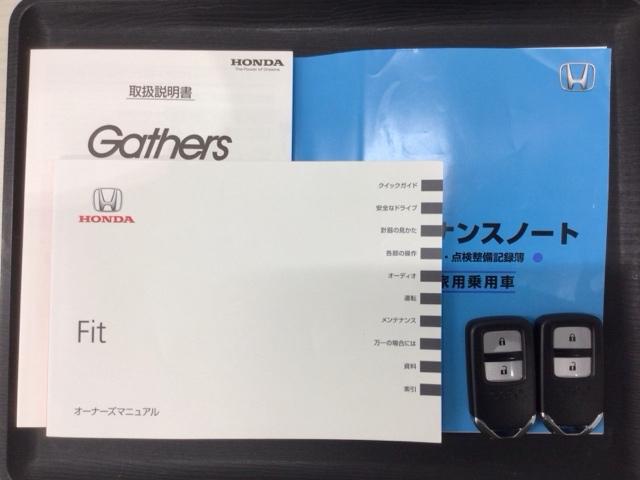 HONDA
The Power of Dreams
取扱説明書
Gathers
ンスノート
・点検整備記録簿
家用乗用車
HONDA
Fit
オーナーズマニュアル
クイックガイド
安全なドライブ
計器の見かた
各部の操作
オーディオ
運転
メンテナンス
万一の場合には
資料
索引